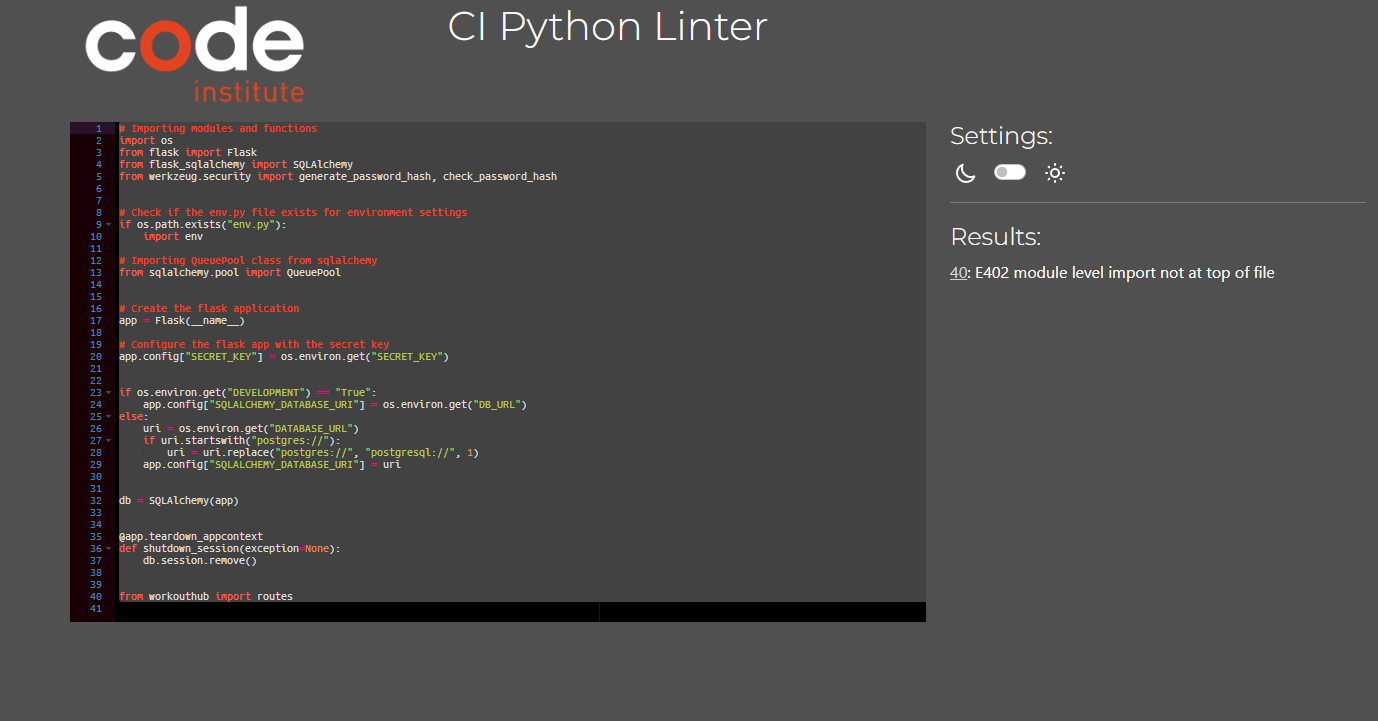 code
institute
CI Python Linter
1 # Importing modules and functions
2 import os
3 from flask import Flask
4 from flask_sqlalchemy import SQLAlchemy
5 from werkzeug.security import generate_password_hash, check_password_hash
6
7
8 # Check if the env.py file exists for environment settings
9 if os.path.exists("env.py"):
10     import env
11
12 # Importing QueuePool class from sqlalchemy
13 from sqlalchemy.pool import QueuePool
14
15
16 # Create the flask application
17 app = Flask(__name__)
18
19 # Configure the flask app with the secret key
20 app.config["SECRET_KEY"] = os.environ.get("SECRET_KEY")
21
22
23 if os.environ.get("DEVELOPMENT") == "True":
24     app.config["SQLALCHEMY_DATABASE_URI"] = os.environ.get("DB_URL")
25 else:
26     uri = os.environ.get("DATABASE_URL")
27     if uri.startswith("postgres://"):
28         uri = uri.replace("postgres://", "postgresql://", 1)
29     app.config["SQLALCHEMY_DATABASE_URI"] = uri
30
31
32 db = SQLAlchemy(app)
33
34
35 @app.teardown_appcontext
36 def shutdown_session(exception=None):
37     db.session.remove()
38
39
40 from workouthub import routes
41
Settings:
Results:
40: E402 module level import not at top of file